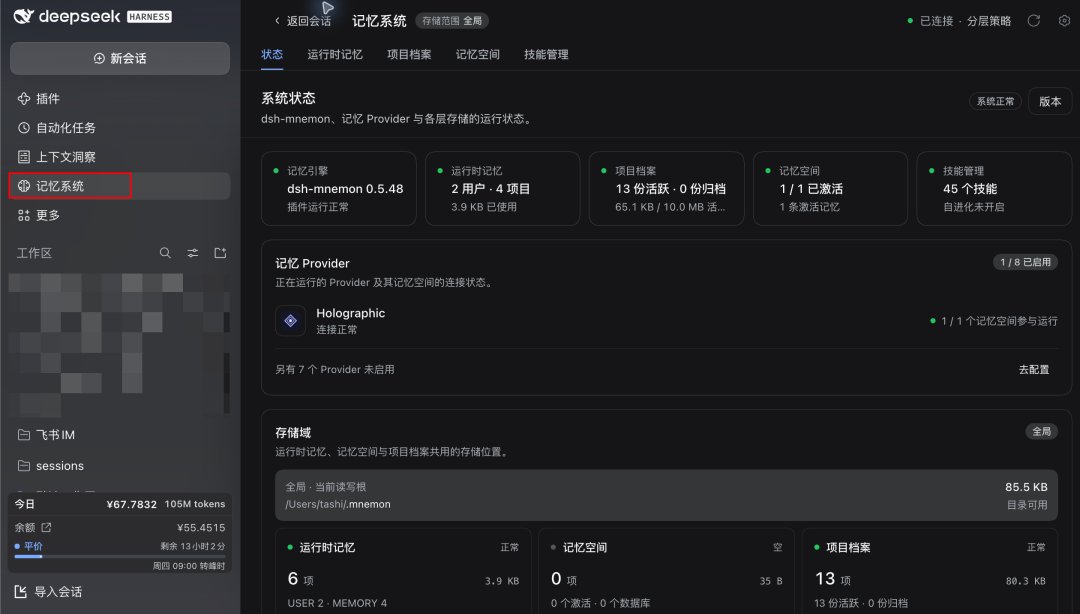 deepseek HARNESS
新会话
插件
自动化任务
上下文洞察
记忆系统
更多
工作区
飞书IM
sessions
今日 ¥67.7832 105M tokens
余额 ¥55.4515
平价 剩余 13小时2分
周四 09:00 转峰时
导入会话
返回会话 记忆系统 存储范围 全局
已连接 · 分层策略
状态 运行时记忆 项目档案 记忆空间 技能管理
系统状态
dsh-mnemon、记忆 Provider 与各层存储的运行状态。
系统正常 版本
记忆引擎
dsh-mnemon 0.5.48
插件运行正常
运行时记忆
2 用户 · 4 项目
3.9 KB 已使用
项目档案
13 份活跃 · 0 份归档
65.1 KB / 10.0 MB 活...
记忆空间
1 / 1 已激活
1 条激活记忆
技能管理
45 个技能
自进化未开启
记忆 Provider
1 / 8 已启用
正在运行的 Provider 及其记忆空间的连接状态。
Holographic
连接正常
1 / 1 个记忆空间参与运行
另有 7 个 Provider 未启用
去配置
存储域
全局
运行时记忆、记忆空间与项目档案共用的存储位置。
全局 · 当前读写根
/Users/tashi/.mnemon
85.5 KB
目录可用
运行时记忆 正常
6 项 3.9 KB
USER 2 · MEMORY 4
记忆空间 空
0 项 35 B
0 个激活 · 0 个数据库
项目档案 正常
13 项 80.3 KB
13 份活跃 · 0 份归档